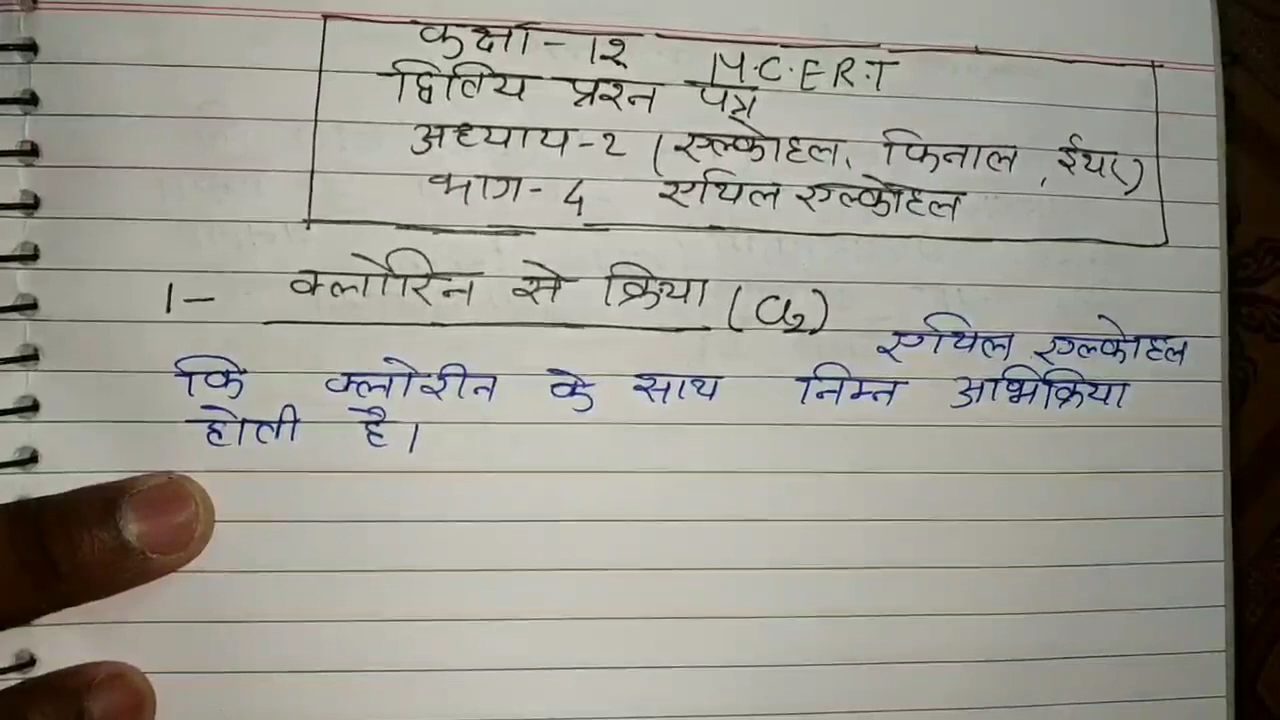 कक्षा - 12 N.C.E.R.T
द्वितिय प्रश्न पत्र
अध्याय-2 (एल्कोहल, फिनाल, ईथर)
भाग-4 एथिल एल्कोहल
1- क्लोरिन से क्रिया (Cl2)
एथिल एल्कोहल
कि क्लोरीन के साथ निम्न अभिक्रिया
होती है।